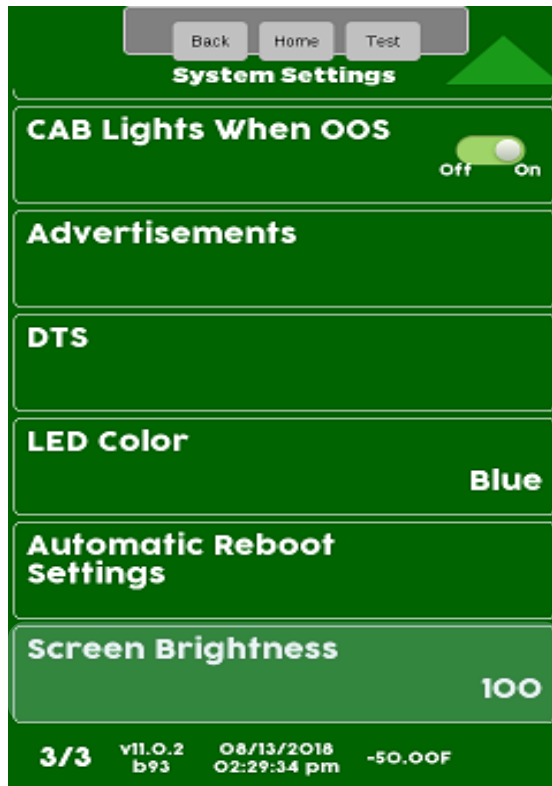 Back Home Test
System Settings
CAB Lights When OOS
Off On
Advertisements
DTS
LED Color
Blue
Automatic Reboot
Settings
Screen Brightness
100
3/3 v11.0.2 08/13/2018 -50.00F
b93 02:29:34 pm